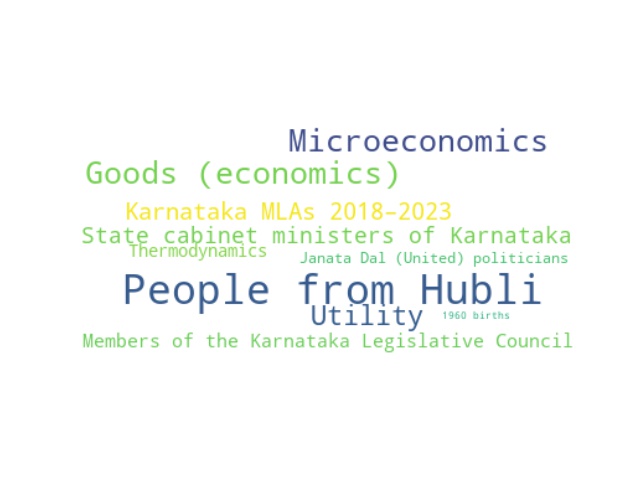 Microeconomics
Goods (economics)
Karnataka MLAs 2018–2023
State cabinet ministers of Karnataka
Thermodynamics
Janata Dal (United) politicians
People from Hubli
Utility
1960 births
Members of the Karnataka Legislative Council